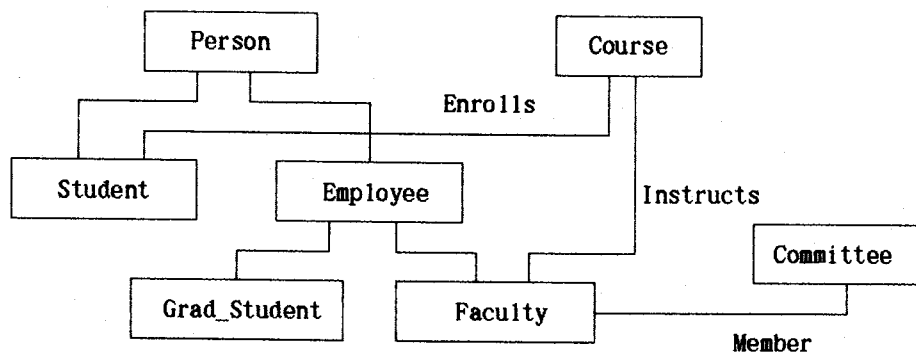 Person
Course
Enrolls
Student
Employee
Instructs
Committee
Grad_Student
Faculty
Member